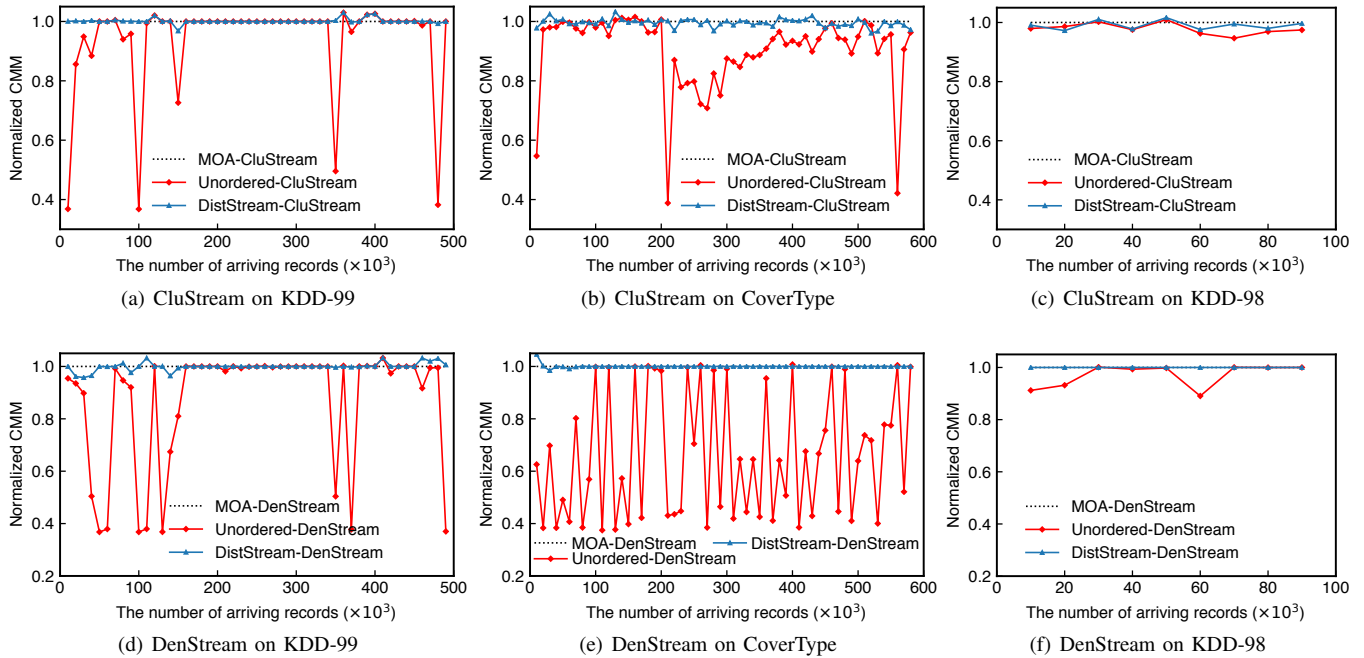 Normalized CMM
1.0
0.8
0.6
0.4
MOA-CluStream
Unordered-CluStream
DistStream-CluStream
0 100 200 300 400 500
The number of arriving records (×10³)
(a) CluStream on KDD-99
Normalized CMM
1.0
0.8
0.6
0.4
MOA-CluStream
Unordered-CluStream
DistStream-CluStream
0 100 200 300 400 500 600
The number of arriving records (×10³)
(b) CluStream on CoverType
Normalized CMM
1.0
0.8
0.6
0.4
MOA-CluStream
Unordered-CluStream
DistStream-CluStream
20 40 60 80 100
The number of arriving records (×10³)
(c) CluStream on KDD-98
Normalized CMM
1.0
0.8
0.6
0.4
0.2
MOA-DenStream
Unordered-DenStream
DistStream-DenStream
0 100 200 300 400 500
The number of arriving records (×10³)
(d) DenStream on KDD-99
Normalized CMM
1.0
0.8
0.6
0.4
0.2
MOA-DenStream DistStream-DenStream
Unordered-DenStream
0 100 200 300 400 500 600
The number of arriving records (×10³)
(e) DenStream on CoverType
Normalized CMM
1.0
0.8
0.6
0.4
0.2
MOA-DenStream
Unordered-DenStream
DistStream-DenStream
0 20 40 60 80 100
The number of arriving records (×10³)
(f) DenStream on KDD-98